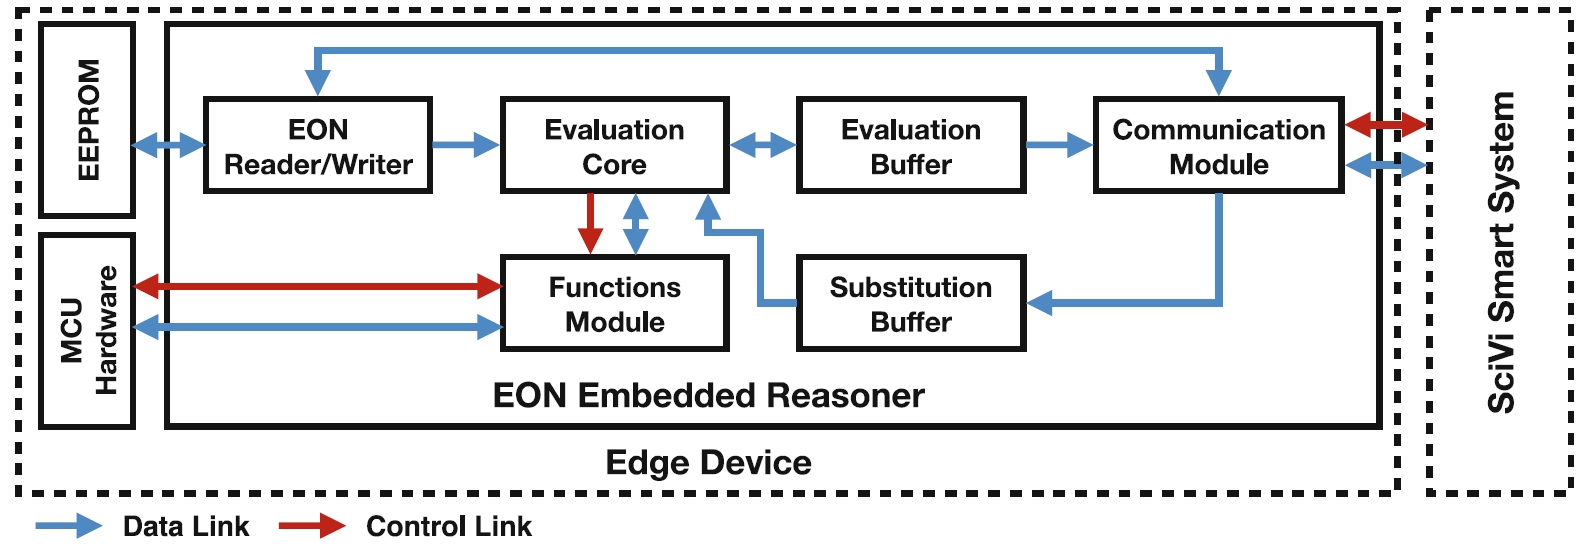 EEPROM
EON
Reader/Writer
Evaluation
Core
Evaluation
Buffer
Communication
Module
MCU
Hardware
Functions
Module
Substitution
Buffer
EON Embedded Reasoner
Edge Device
SciVi Smart System
Data Link
Control Link